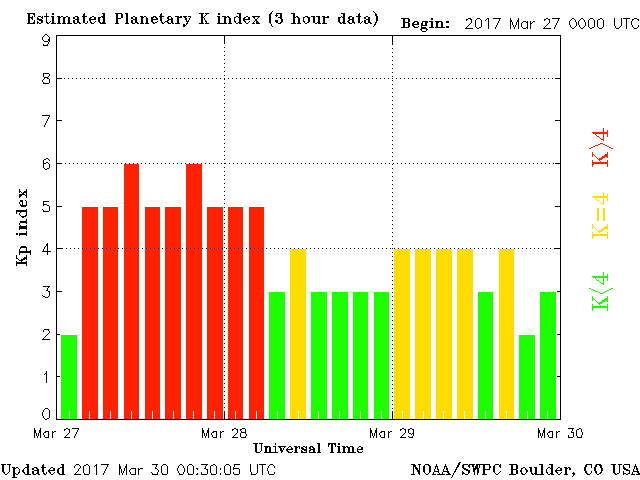 Estimated Planetary K index (3 hour data)
Begin: 2017 Mar 27 0000 UTC
9
8
7
6
5
4
3
2
1
0
Kp index
K>4
K=4
K<4
Mar 27
Mar 28
Mar 29
Mar 30
Universal Time
Updated 2017 Mar 30 00:30:05 UTC
NOAA/SWPC Boulder, CO USA